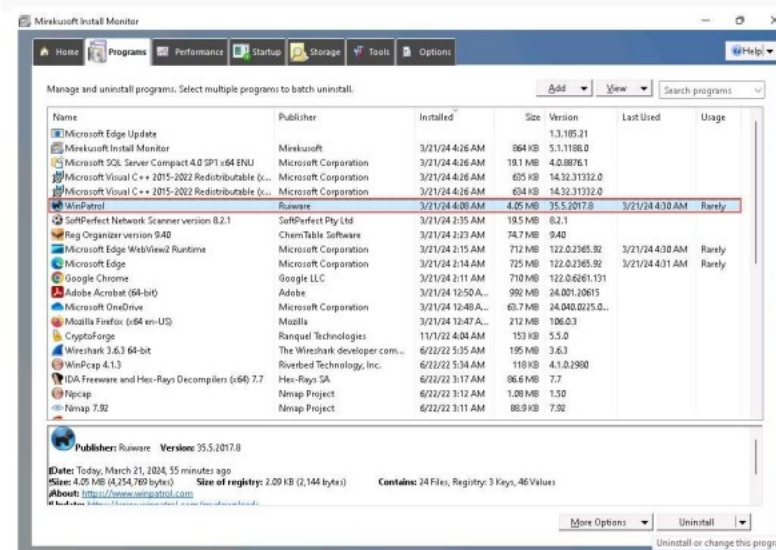 Mirekusoft Install Monitor
Home Programs Performance Startup Storage Tools Options Help
Manage and uninstall programs. Select multiple programs to batch uninstall. Add View Search programs
Name Publisher Installed Size Version Last Used Usage
Microsoft Edge Update 1.3.185.21
Mirekusoft Install Monitor Mirekusoft 3/21/24 4:26 AM 864 KB 5.1.1188.0
Microsoft SQL Server Compact 4.0 SP1 x64 ENU Microsoft Corporation 3/21/24 4:26 AM 19.1 MB 4.0.8876.1
Microsoft Visual C++ 2015-2022 Redistributable (x... Microsoft Corporation 3/21/24 4:26 AM 635 KB 14.32.31332.0
Microsoft Visual C++ 2015-2022 Redistributable (x... Microsoft Corporation 3/21/24 4:26 AM 634 KB 14.32.31332.0
WinPatrol Ruiware 3/21/24 4:08 AM 4.05 MB 35.5.2017.8 3/21/24 4:30 AM Rarely
SoftPerfect Network Scanner version 8.2.1 SoftPerfect Pty Ltd 3/21/24 2:35 AM 19.5 MB 8.2.1
Reg Organizer version 9.40 ChemTable Software 3/21/24 2:23 AM 74.7 MB 9.40
Microsoft Edge WebView2 Runtime Microsoft Corporation 3/21/24 2:15 AM 712 MB 122.0.2365.92 3/21/24 4:30 AM Rarely
Microsoft Edge Microsoft Corporation 3/21/24 2:14 AM 725 MB 122.0.2365.92 3/21/24 4:31 AM Rarely
Google Chrome Google LLC 3/21/24 2:11 AM 710 MB 122.0.6261.131
Adobe Acrobat (64-bit) Adobe 3/21/24 12:50 A... 992 MB 24.001.20615
Microsoft OneDrive Microsoft Corporation 3/21/24 12:48 A... 63.7 MB 24.040.0225.0...
Mozilla Firefox (x64 en-US) Mozilla 3/21/24 12:47 A... 212 MB 106.0.3
CryptoForge Ranquel Technologies 11/1/22 4:04 AM 153 KB 5.5.0
Wireshark 3.6.3 64-bit The Wireshark developer com... 6/22/22 5:35 AM 195 MB 3.6.3
WinPcap 4.1.3 Riverbed Technology, Inc. 6/22/22 5:34 AM 118 KB 4.1.0.2980
IDA Freeware and Hex-Rays Decompilers (x64) 7.7 Hex-Rays SA 6/22/22 3:17 AM 86.6 MB 7.7
Npcap Nmap Project 6/22/22 3:12 AM 1.08 MB 1.50
Nmap 7.92 Nmap Project 6/22/22 3:11 AM 88.9 KB 7.92
Publisher: Ruiware Version: 35.5.2017.8
Date: Today, March 21, 2024, 55 minutes ago
Size: 4.05 MB (4,254,769 bytes) Size of registry: 2.09 KB (2,144 bytes) Contains: 24 Files, Registry: 3 Keys, 46 Values
About: https://www.winpatrol.com
More Options Uninstall
Uninstall or change this progr